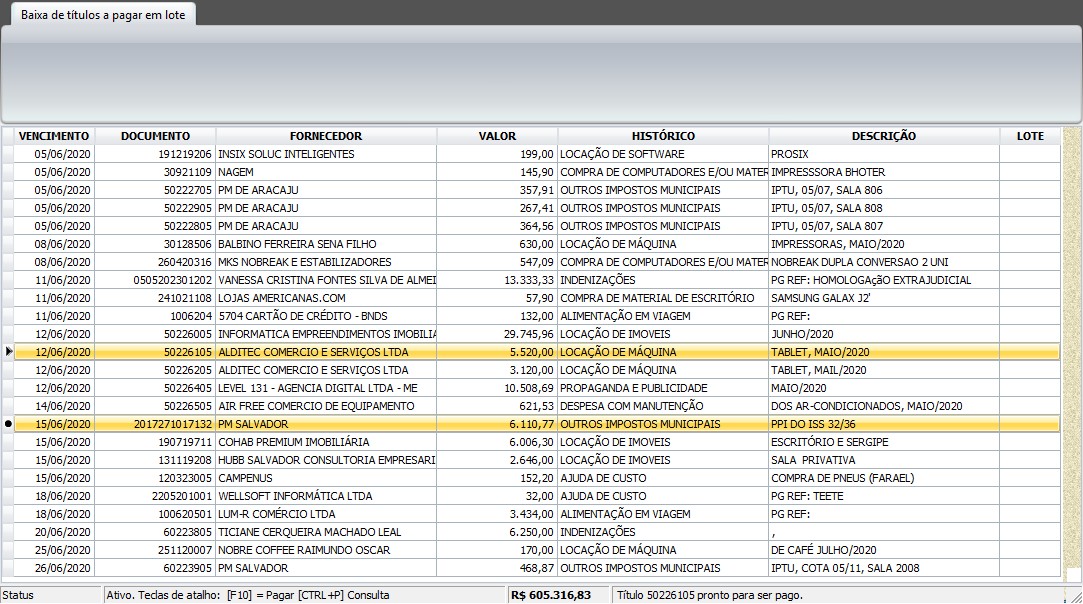 Baixa de títulos a pagar em lote
VENCIMENTO DOCUMENTO FORNECEDOR VALOR HISTÓRICO DESCRIÇÃO LOTE
05/06/2020 191219206 INSIX SOLUC INTELIGENTES 199,00 LOCAÇÃO DE SOFTWARE PROSIX
05/06/2020 30921109 NAGEM 145,90 COMPRA DE COMPUTADORES E/OU MATER IMPRESSSORA BHOTER
05/06/2020 50222705 PM DE ARACAJU 357,91 OUTROS IMPOSTOS MUNICIPAIS IPTU, 05/07, SALA 806
05/06/2020 50222905 PM DE ARACAJU 267,41 OUTROS IMPOSTOS MUNICIPAIS IPTU, 05/07, SALA 808
05/06/2020 50222805 PM DE ARACAJU 364,56 OUTROS IMPOSTOS MUNICIPAIS IPTU, 05/07, SALA 807
08/06/2020 30128506 BALBINO FERREIRA SENA FILHO 630,00 LOCAÇÃO DE MÁQUINA IMPRESSORAS, MAIO/2020
08/06/2020 260420316 MKS NOBREAK E ESTABILIZADORES 547,09 COMPRA DE COMPUTADORES E/OU MATER NOBREAK DUPLA CONVERSAO 2 UNI
11/06/2020 0505202301202 VANESSA CRISTINA FONTES SILVA DE ALMEI 13.333,33 INDENIZAÇÕES PG REF: HOMOLOGAçãO EXTRAJUDICIAL
11/06/2020 241021108 LOJAS AMERICANAS.COM 57,90 COMPRA DE MATERIAL DE ESCRITÓRIO SAMSUNG GALAX J2'
11/06/2020 1006204 5704 CARTÃO DE CRÉDITO - BNDS 132,00 ALIMENTAÇÃO EM VIAGEM PG REF:
12/06/2020 50226005 INFORMATICA EMPREENDIMENTOS IMOBILIA 29.745,96 LOCAÇÃO DE IMOVEIS JUNHO/2020
12/06/2020 50226105 ALDITEC COMERCIO E SERVIÇOS LTDA 5.520,00 LOCAÇÃO DE MÁQUINA TABLET, MAIO/2020
12/06/2020 50226205 ALDITEC COMERCIO E SERVIÇOS LTDA 3.120,00 LOCAÇÃO DE MÁQUINA TABLET, MAIL/2020
12/06/2020 50226405 LEVEL 131 - AGENCIA DIGITAL LTDA - ME 10.508,69 PROPAGANDA E PUBLICIDADE MAIO/2020
14/06/2020 50226505 AIR FREE COMERCIO DE EQUIPAMENTO 621,53 DESPESA COM MANUTENÇÃO DOS AR-CONDICIONADOS, MAIO/2020
15/06/2020 2017271017132 PM SALVADOR 6.110,77 OUTROS IMPOSTOS MUNICIPAIS PPI DO ISS 32/36
15/06/2020 190719711 COHAB PREMIUM IMOBILIÁRIA 6.006,30 LOCAÇÃO DE IMOVEIS ESCRITÓRIO E SERGIPE
15/06/2020 131119208 HUBB SALVADOR CONSULTORIA EMPRESARI 2.646,00 LOCAÇÃO DE IMOVEIS SALA PRIVATIVA
15/06/2020 120323005 CAMPENUS 152,20 AJUDA DE CUSTO COMPRA DE PNEUS (FARAEL)
18/06/2020 2205201001 WELLSOFT INFORMÁTICA LTDA 32,00 AJUDA DE CUSTO PG REF: TEETE
18/06/2020 100620501 LUM-R COMÉRCIO LTDA 3.434,00 ALIMENTAÇÃO EM VIAGEM PG REF:
20/06/2020 60223805 TICIANE CERQUEIRA MACHADO LEAL 6.250,00 INDENIZAÇÕES ,
25/06/2020 251120007 NOBRE COFFEE RAIMUNDO OSCAR 170,00 LOCAÇÃO DE MÁQUINA DE CAFÉ JULHO/2020
26/06/2020 60223905 PM SALVADOR 468,87 OUTROS IMPOSTOS MUNICIPAIS IPTU, COTA 05/11, SALA 2008
Status Ativo. Teclas de atalho: [F10] = Pagar [CTRL+P] Consulta R$ 605.316,83 Título 50226105 pronto para ser pago.